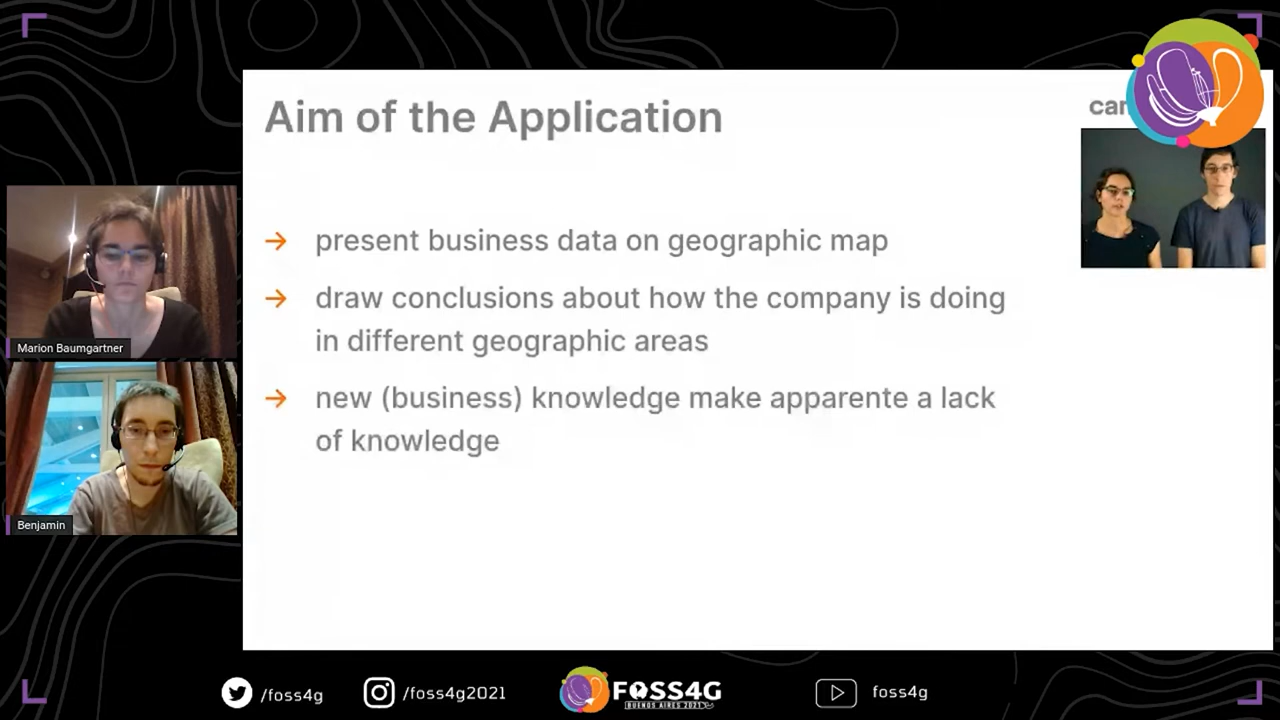 Aim of the Application
→ present business data on geographic map
→ draw conclusions about how the company is doing
in different geographic areas
→ new (business) knowledge make apparente a lack
of knowledge
Marion Baumgartner
Benjamin
/foss4g
/foss4g2021
FOSS4G
BUENOS AIRES 2021
foss4g